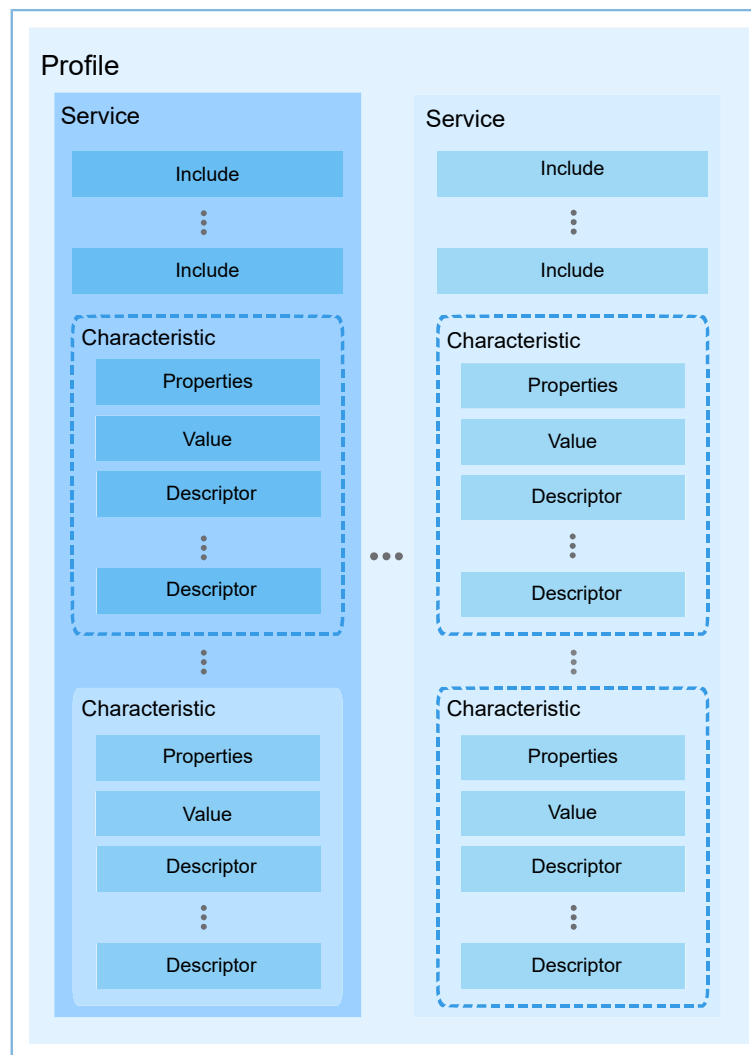 Profile
Service
Include
Include
Characteristic
Properties
Value
Descriptor
Descriptor
Characteristic
Properties
Value
Descriptor
Descriptor
Service
Include
Include
Characteristic
Properties
Value
Descriptor
Descriptor
Characteristic
Properties
Value
Descriptor
Descriptor